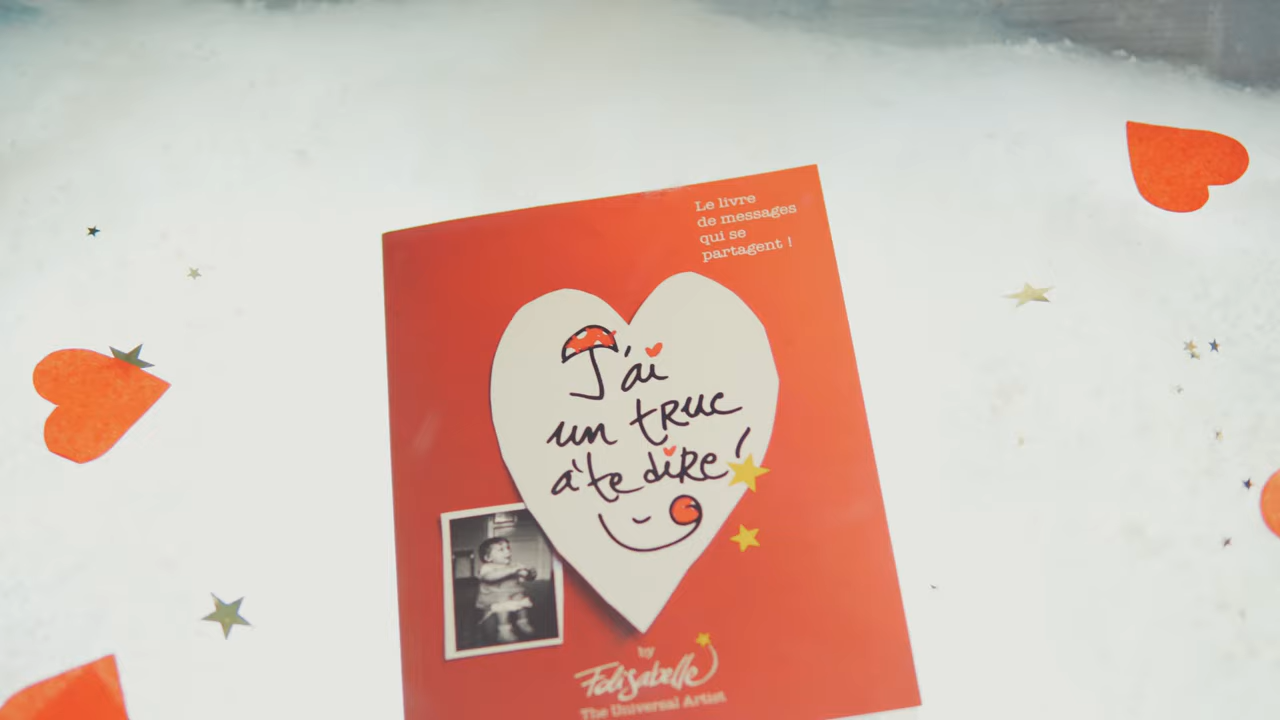 Le livre
de messages
qui se
partagent !
J'ai
un truc
à te dire !
by
Folisabelle
The Universal Artist